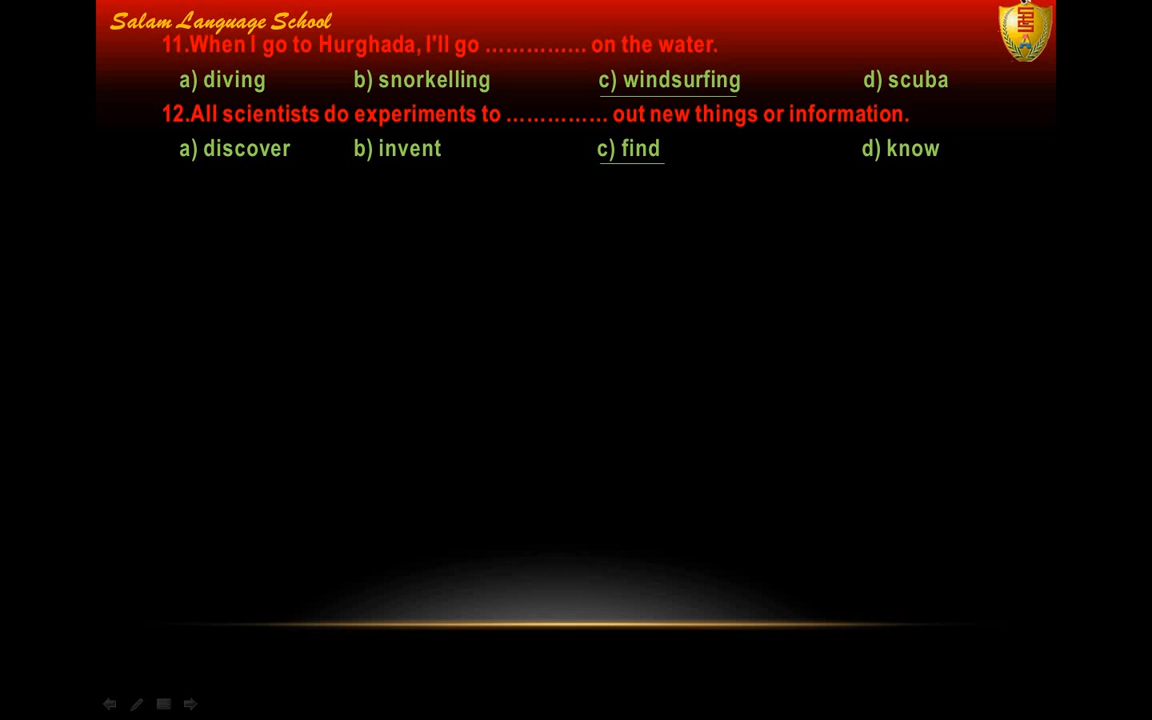 Salam Language School
11.When I go to Hurghada, I'll go …………… on the water.
a) diving b) snorkelling c) windsurfing d) scuba
12.All scientists do experiments to …………… out new things or information.
a) discover b) invent c) find d) know